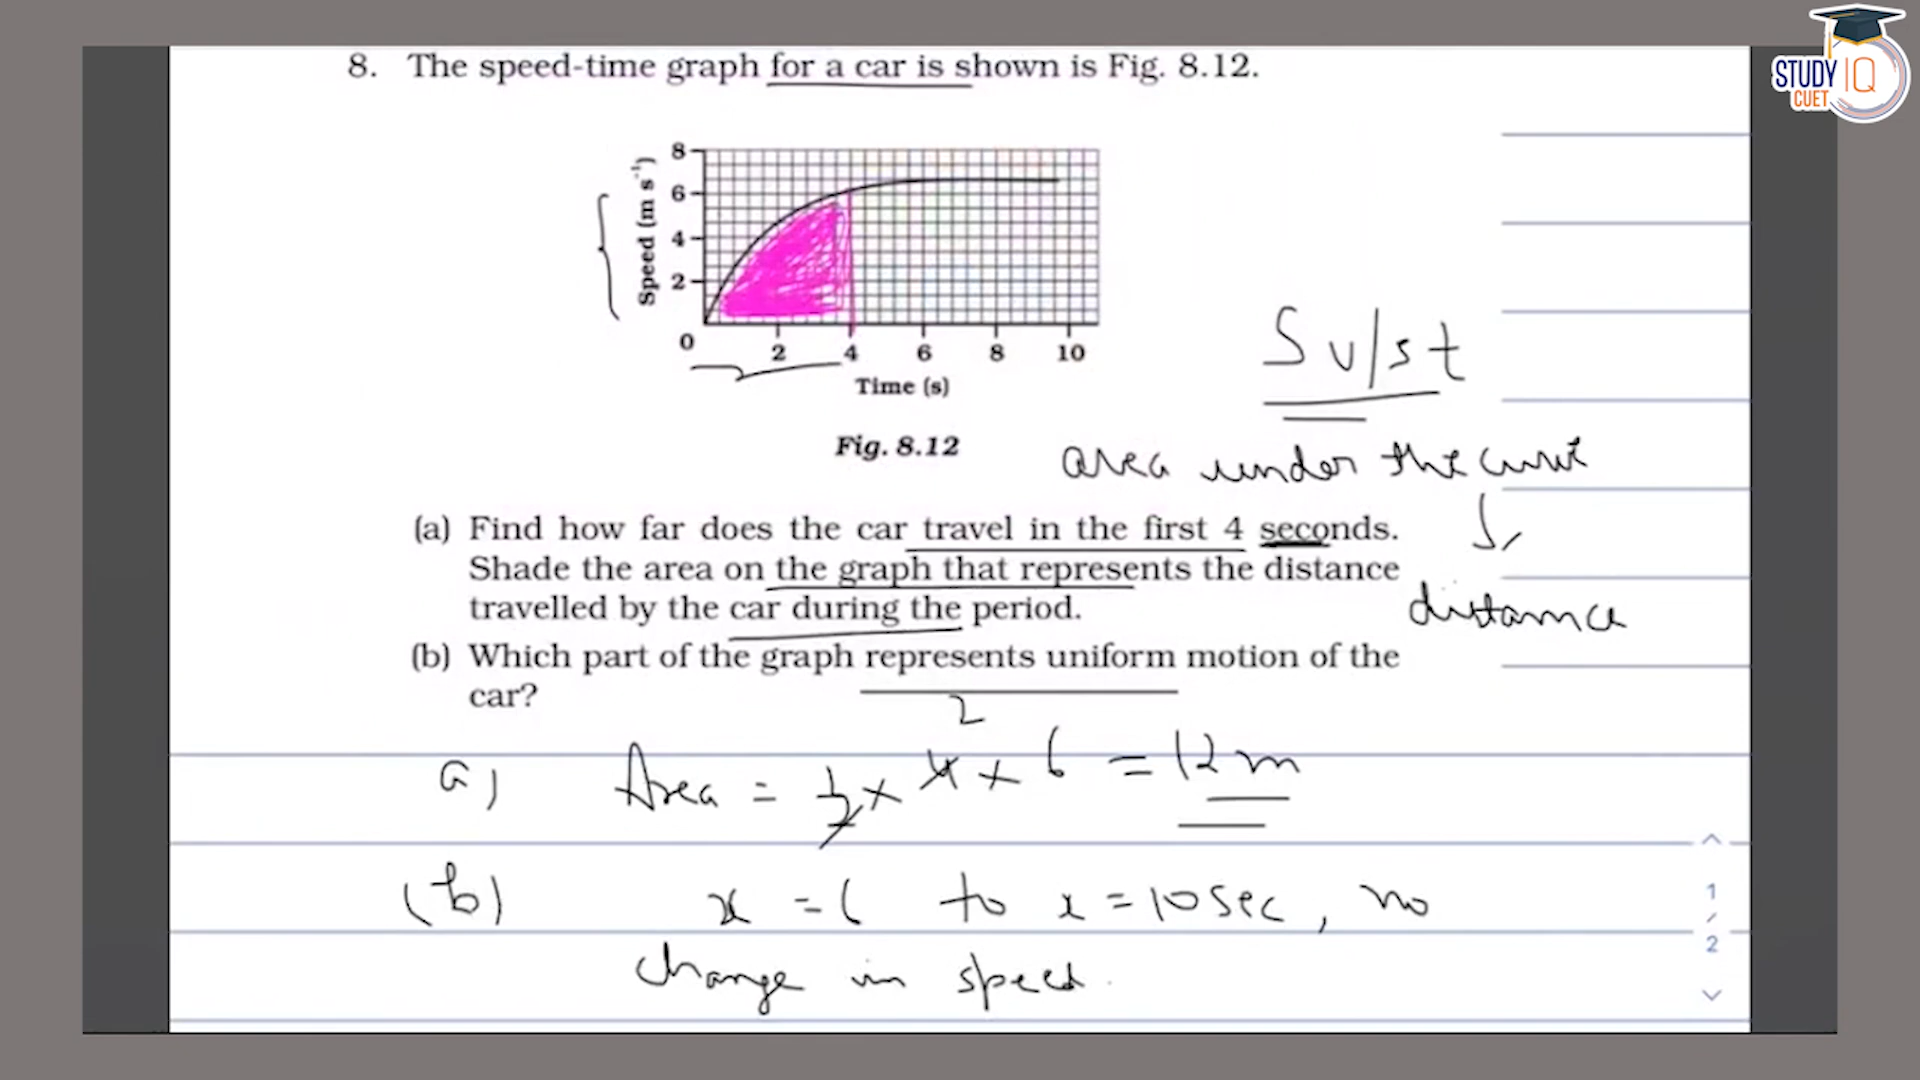 STUDY IQ
CUET
8. The speed-time graph for a car is shown is Fig. 8.12.
8
6
4
2
0
Speed (m s⁻¹)
2 4 6 8 10
Time (s)
Fig. 8.12
S v/s t
area under the curve
distance
(a) Find how far does the car travel in the first 4 seconds.
Shade the area on the graph that represents the distance
travelled by the car during the period.
(b) Which part of the graph represents uniform motion of the
car?
2
a) Area = 1/2 x 4 x 6 = 12 m
(b) x = 6 to x = 10 sec, no
change in speed.
1
/
2